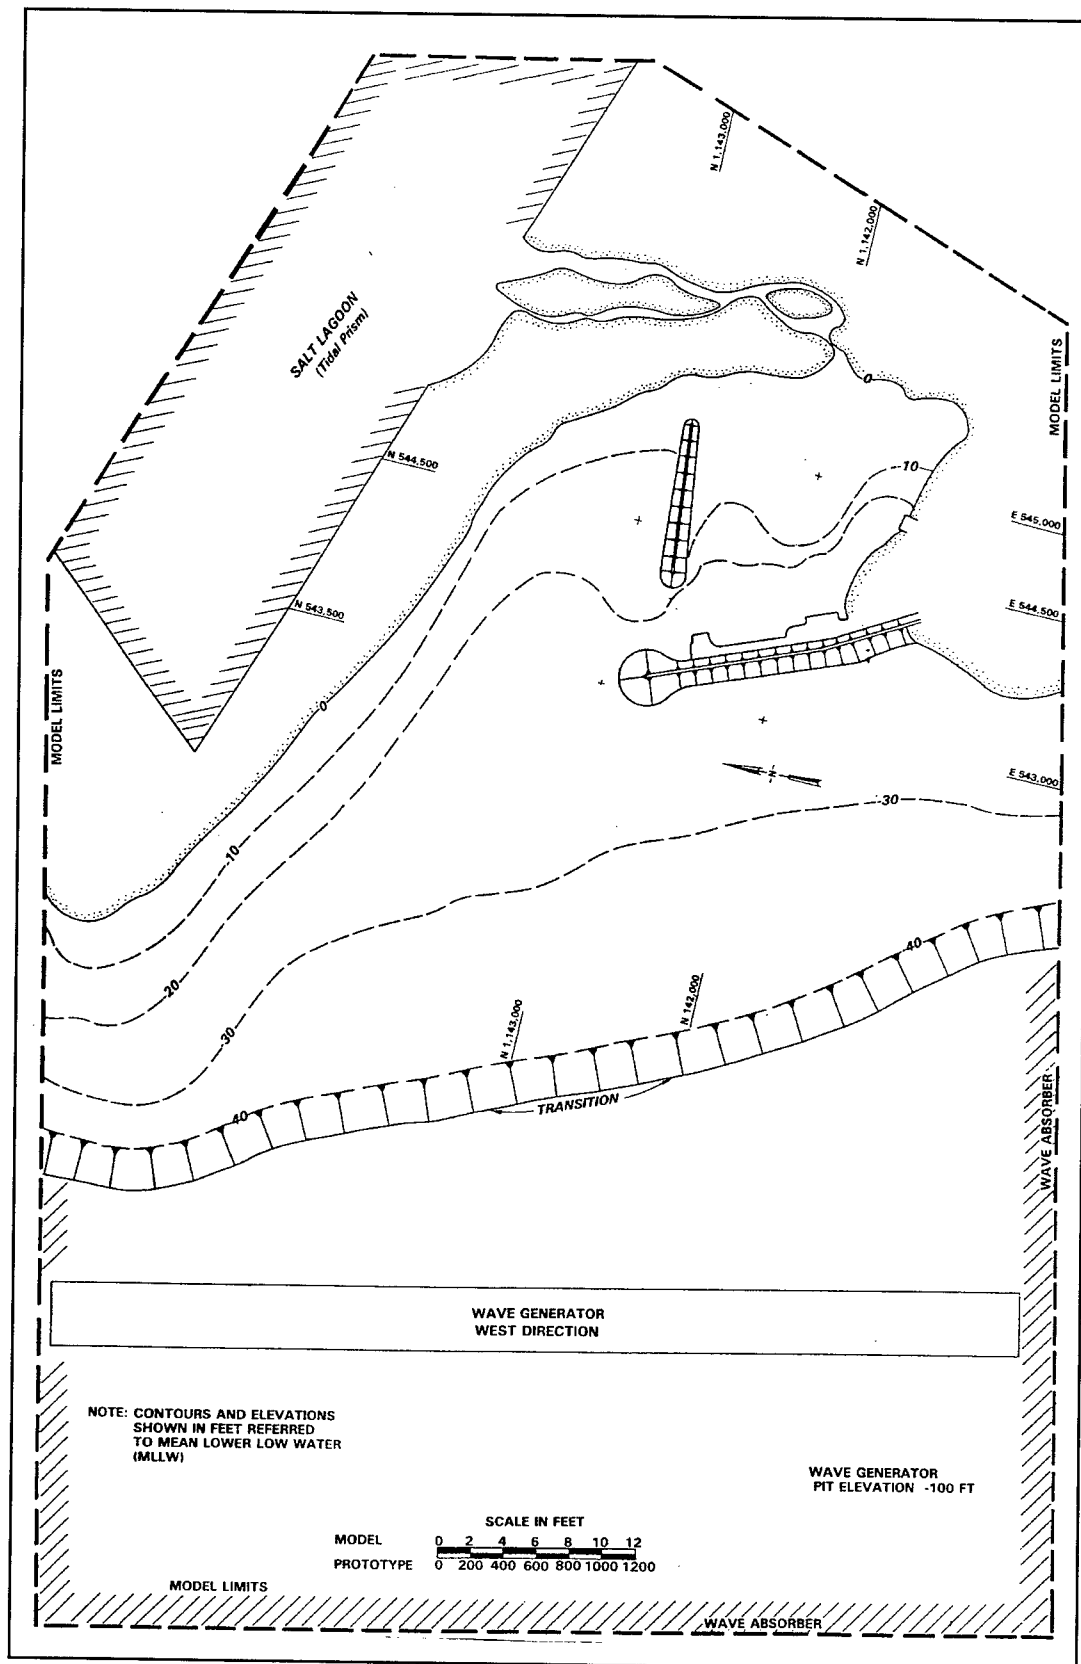 N 1,143,000
N 1,142,000
SALT LAGOON
(Tidal Prism)
MODEL LIMITS
0
N 544,500
-10
E 545,000
N 543,500
E 544,500
MODEL LIMITS
0
-N-
E 543,000
-30
-10
-20
-30
-40
N 142,000
N 1,143,000
TRANSITION
-40
WAVE ABSORBER
WAVE GENERATOR
WEST DIRECTION
NOTE: CONTOURS AND ELEVATIONS
SHOWN IN FEET REFERRED
TO MEAN LOWER LOW WATER
(MLLW)
WAVE GENERATOR
PIT ELEVATION -100 FT
SCALE IN FEET
MODEL 0 2 4 6 8 10 12
PROTOTYPE 0 200 400 600 800 1000 1200
MODEL LIMITS
WAVE ABSORBER